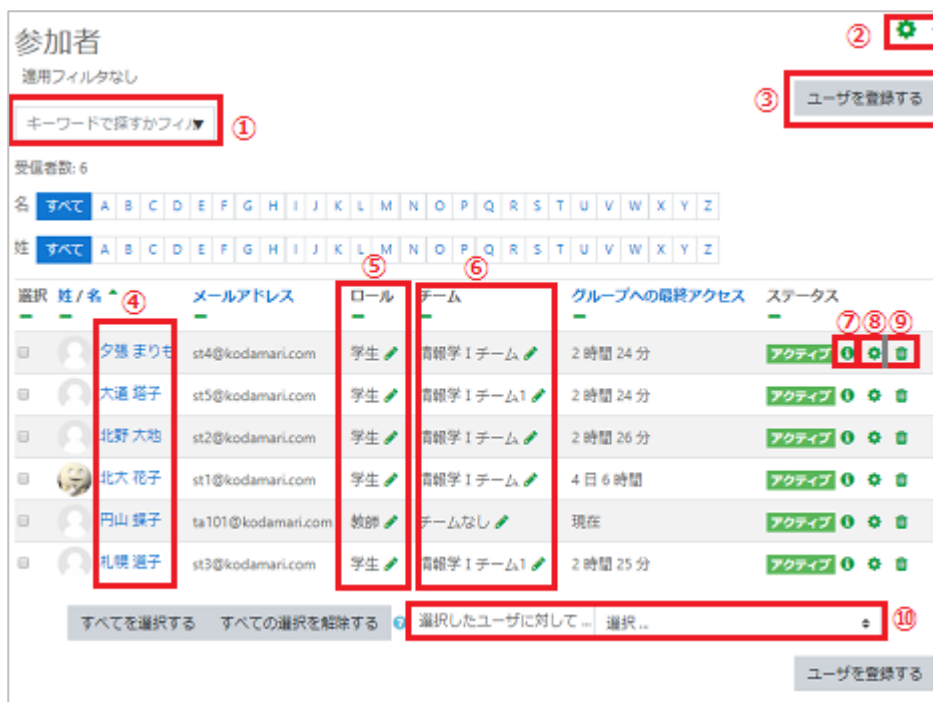 参加者
②
適用フィルタなし
③ ユーザを登録する
キーワードで探すかフィル▼ ①
受信者数: 6
名 すべて A B C D E F G H I J K L M N O P Q R S T U V W X Y Z
姓 すべて A B C D E F G H I J K L M N O P Q R S T U V W X Y Z
⑤ ⑥
選択 姓 / 名 ④ メールアドレス ロール チーム グループへの最終アクセス ステータス
⑦ ⑧ ⑨
夕張 まりも st4@kodamari.com 学生 情報学 I チーム 2 時間 24 分 アクティブ
大通 塔子 st5@kodamari.com 学生 情報学 I チーム1 2 時間 24 分 アクティブ
北野 大地 st2@kodamari.com 学生 情報学 I チーム 2 時間 26 分 アクティブ
北大 花子 st1@kodamari.com 学生 情報学 I チーム 4 日 6 時間 アクティブ
円山 蝶子 ta101@kodamari.com 教師 チームなし 現在 アクティブ
札幌 道子 st3@kodamari.com 学生 情報学 I チーム1 2 時間 25 分 アクティブ
すべてを選択する すべての選択を解除する 選択したユーザに対して ... 選択 ... ⑩
ユーザを登録する